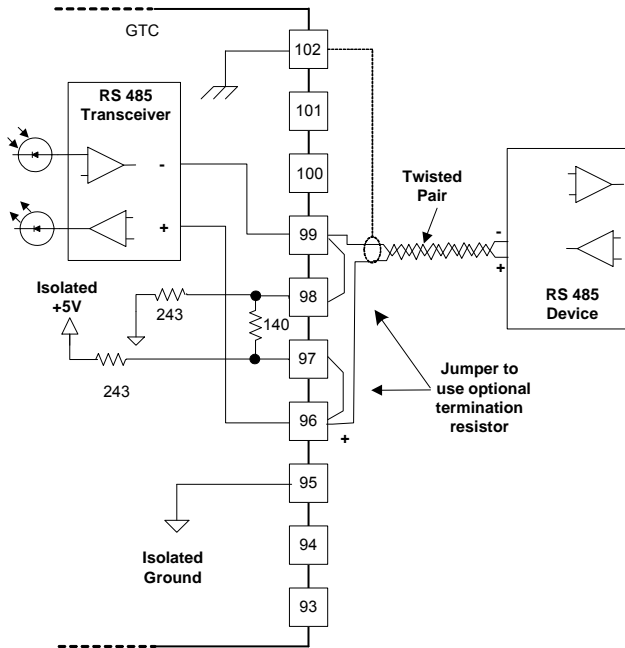 GTC
102
RS 485
Transceiver
101
100
-
+
Twisted
Pair
99
-
+
RS 485
Device
Isolated
+5V
98
243
140
97
243
Jumper to
use optional
termination
resistor
96
+
95
Isolated
Ground
94
93